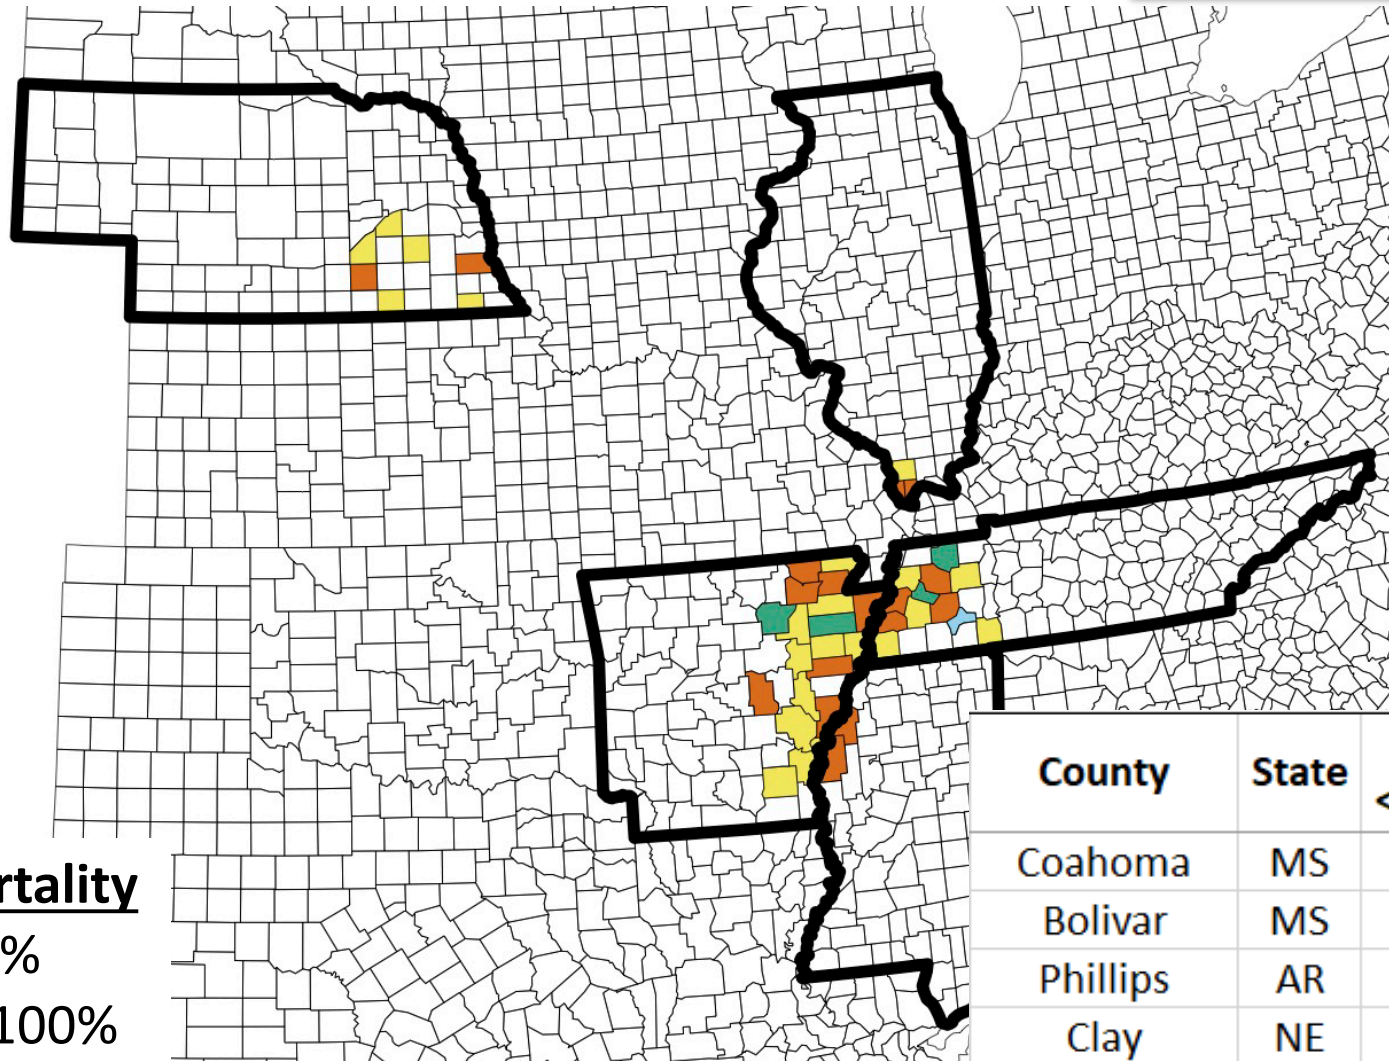 rtality
%
100%
County State <
Coahoma MS
Bolivar MS
Phillips AR
Clay NE